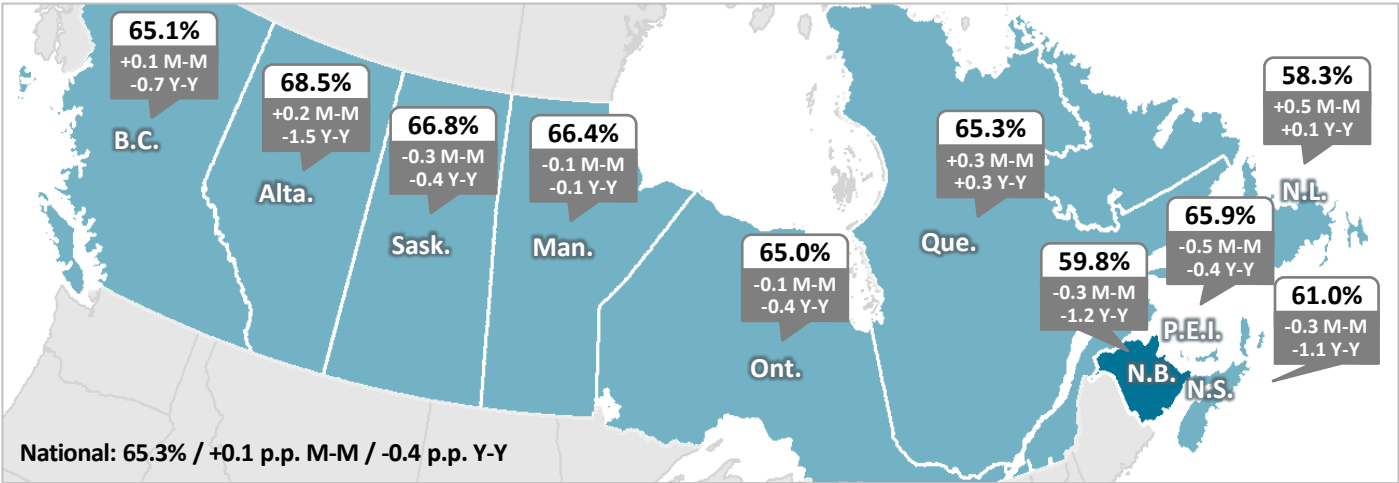 65.1%
+0.1 M-M
-0.7 Y-Y
B.C.
68.5%
+0.2 M-M
-1.5 Y-Y
Alta.
66.8%
-0.3 M-M
-0.4 Y-Y
Sask.
66.4%
-0.1 M-M
-0.1 Y-Y
Man.
65.0%
-0.1 M-M
-0.4 Y-Y
Ont.
65.3%
+0.3 M-M
+0.3 Y-Y
Que.
58.3%
+0.5 M-M
+0.1 Y-Y
N.L.
65.9%
-0.5 M-M
-0.4 Y-Y
P.E.I.
59.8%
-0.3 M-M
-1.2 Y-Y
N.B.
61.0%
-0.3 M-M
-1.1 Y-Y
N.S.
National: 65.3% / +0.1 p.p. M-M / -0.4 p.p. Y-Y